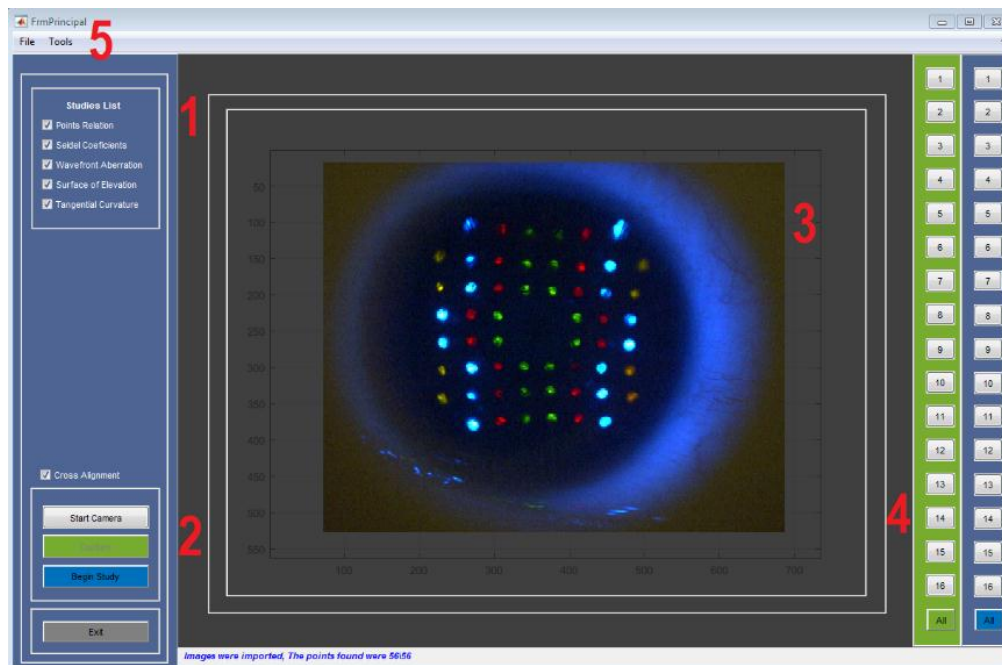 FrmPrincipal
File Tools
5
Studies List
Points Relation
Seidel Coeficients
Wavefront Aberration
Surface of Elevation
Tangential Curvature
1
Cross Alignment
Start Camera
2
Begin Study
Exit
50
100
150
200
250
300
350
400
450
500
550
100 200 300 400 500 600 700
3
4
1 1
2 2
3 3
4 4
5 5
6 6
7 7
8 8
9 9
10 10
11 11
12 12
13 13
14 14
15 15
16 16
All All
Images were imported, The points found were 56\56